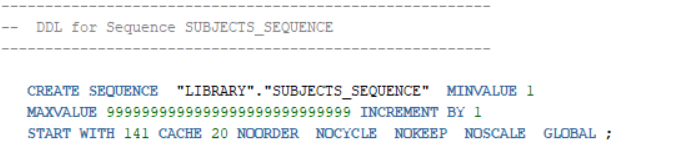 --------------------------------------------------------
--  DDL for Sequence SUBJECTS_SEQUENCE
--------------------------------------------------------
CREATE SEQUENCE  "LIBRARY"."SUBJECTS_SEQUENCE"  MINVALUE 1
MAXVALUE 9999999999999999999999999999 INCREMENT BY 1
START WITH 141 CACHE 20 NOORDER  NOCYCLE  NOKEEP  NOSCALE  GLOBAL ;